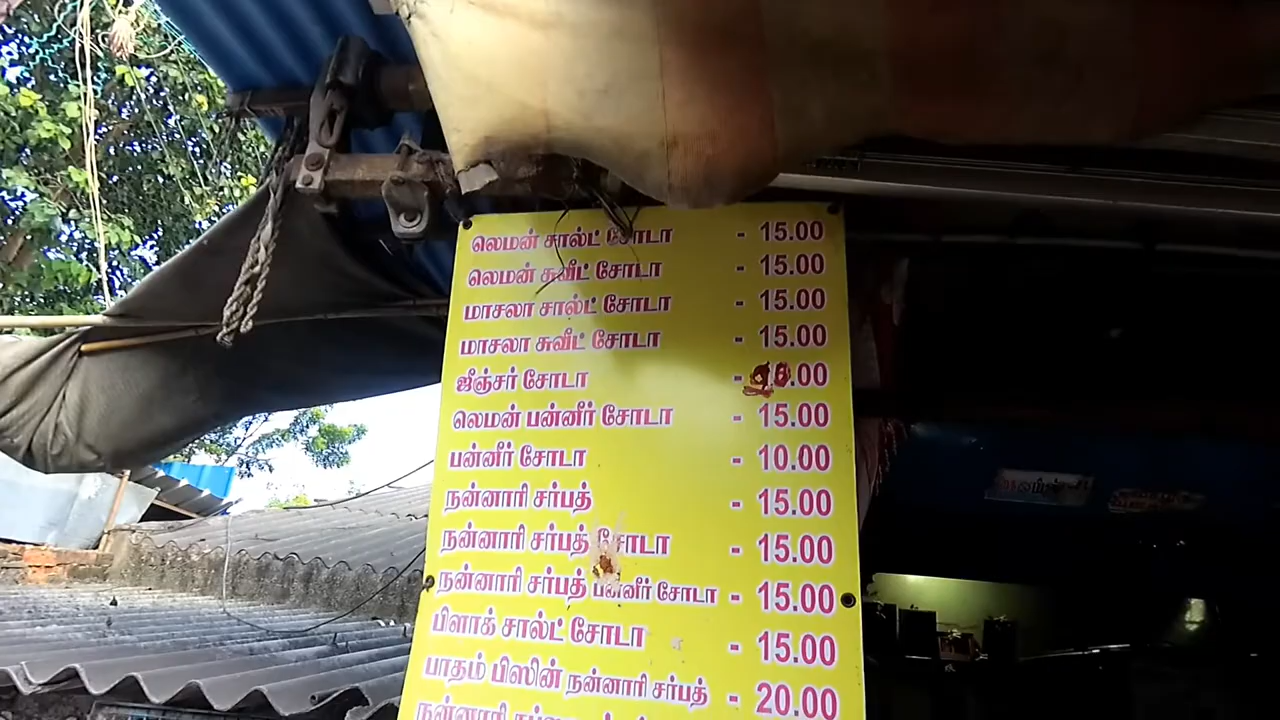 லெமன் சால்ட் சோடா - 15.00
லெமன் சுவீட் சோடா - 15.00
மாசலா சால்ட் சோடா - 15.00
மாசலா சுவீட் சோடா - 15.00
ஜீஞ்சர் சோடா -
லெமன் பன்னீர் சோடா - 15.00
பன்னீர் சோடா - 10.00
நன்னாரி சர்பத் - 15.00
நன்னாரி சர்பத் சோடா - 15.00
நன்னாரி சர்பத் பன்னீர் சோடா - 15.00
பிளாக் சால்ட் சோடா - 15.00
பாதம் பிஸின் நன்னாரி சர்பத் - 20.00
நன்னாரி